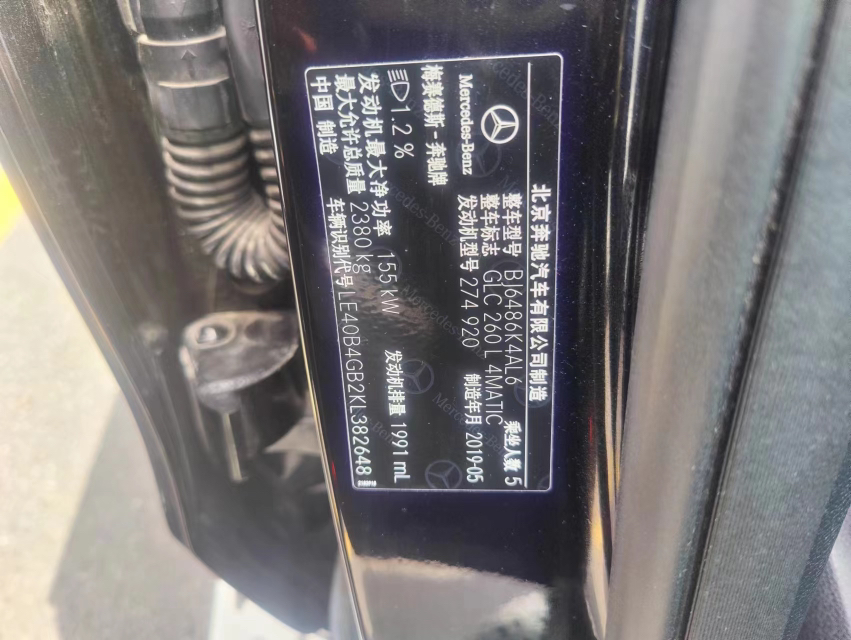 北京奔驰汽车有限公司制造
Mercedes-Benz
梅赛德斯-奔驰牌
整车型号 BJ6486K4AL6 乘坐人数 5
整车标志 GLC 260 L 4MATIC
发动机型号 274 920 制造年月 2019-05
1.2 %
发动机最大净功率 155 kW 发动机排量 1991 mL
最大允许总质量 2380 kg
中国 制造 车辆识别代号 LE40B4GB2KL382648